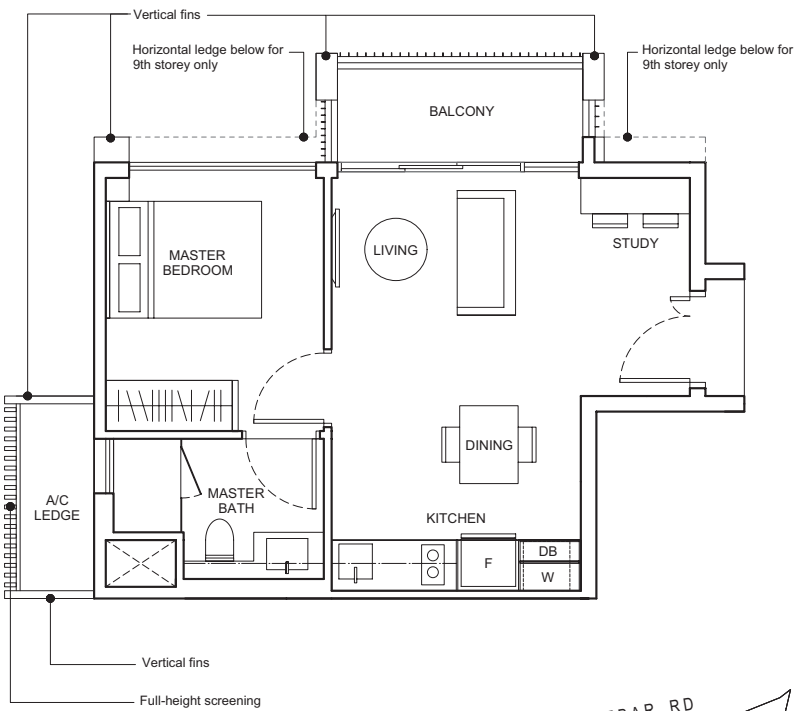 Vertical fins
Horizontal ledge below for
9th storey only
Horizontal ledge below for
9th storey only
BALCONY
MASTER
BEDROOM
LIVING
STUDY
DINING
A/C
LEDGE
MASTER
BATH
KITCHEN
F
DB
W
Vertical fins
Full-height screening
RD